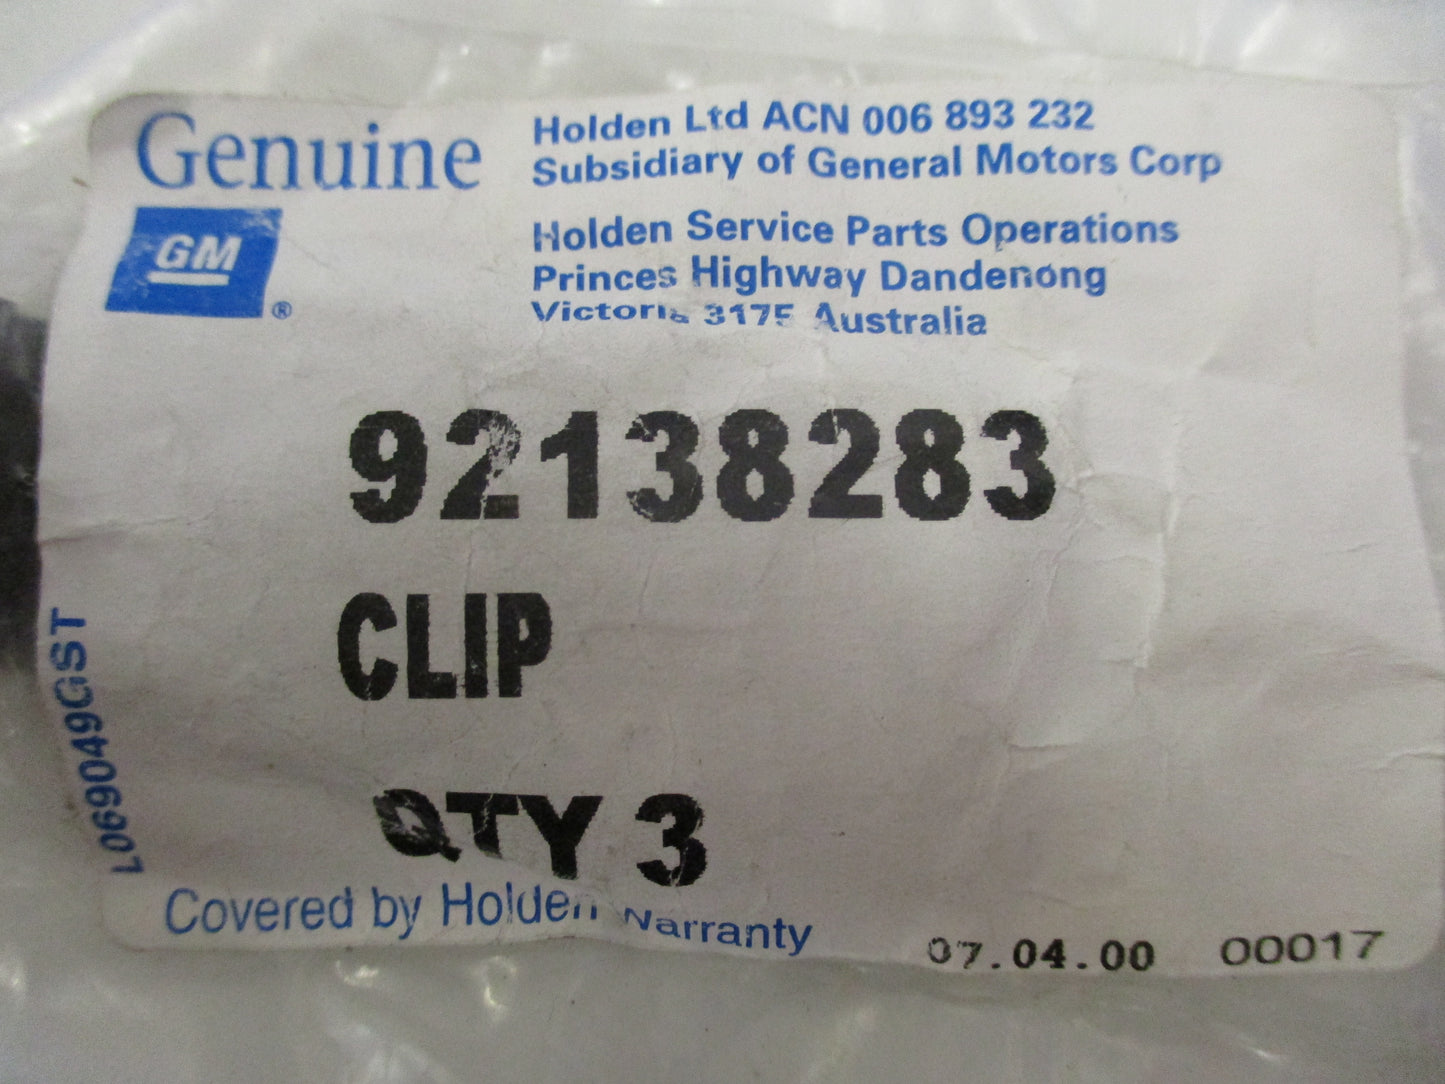 Genuine
GM
®
Holden Ltd ACN 006 893 232
Subsidiary of General Motors Corp
Holden Service Parts Operations
Princes Highway Dandenong
Victoria 3175 Australia
92138283
CLIP
QTY 3
Covered by Holden Warranty
07.04.00 00017
L069049GST